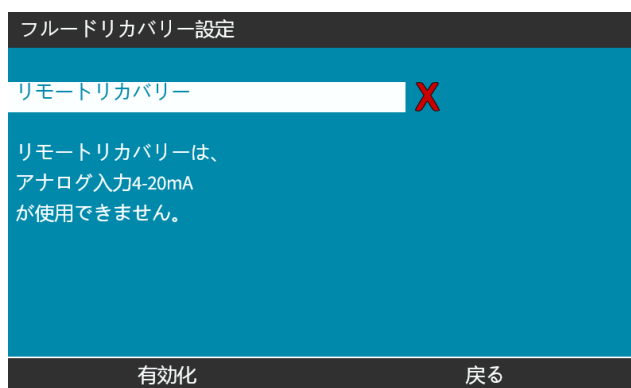 フルードリカバリー設定
リモートリカバリー
リモートリカバリーは、
アナログ入力4-20mA
が使用できません。
有効化
戻る